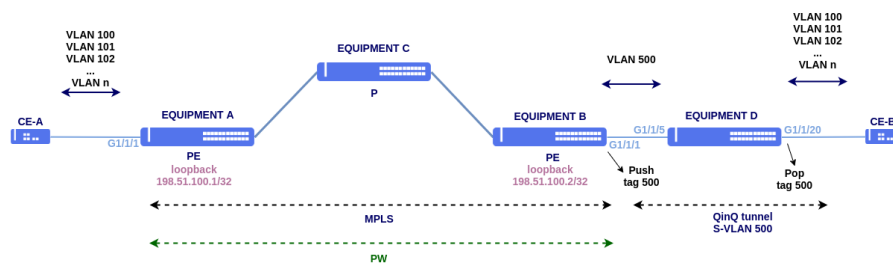 VLAN 100
VLAN 101
VLAN 102
...
VLAN n
EQUIPMENT C
P
VLAN 500
VLAN 100
VLAN 101
VLAN 102
...
VLAN n
CE-A
EQUIPMENT A
EQUIPMENT B
EQUIPMENT D
CE-B
G1/1/1
G1/1/5
G1/1/1
G1/1/20
PE
loopback
198.51.100.1/32
PE
loopback
198.51.100.2/32
Push
tag 500
Pop
tag 500
MPLS
QinQ tunnel
S-VLAN 500
PW